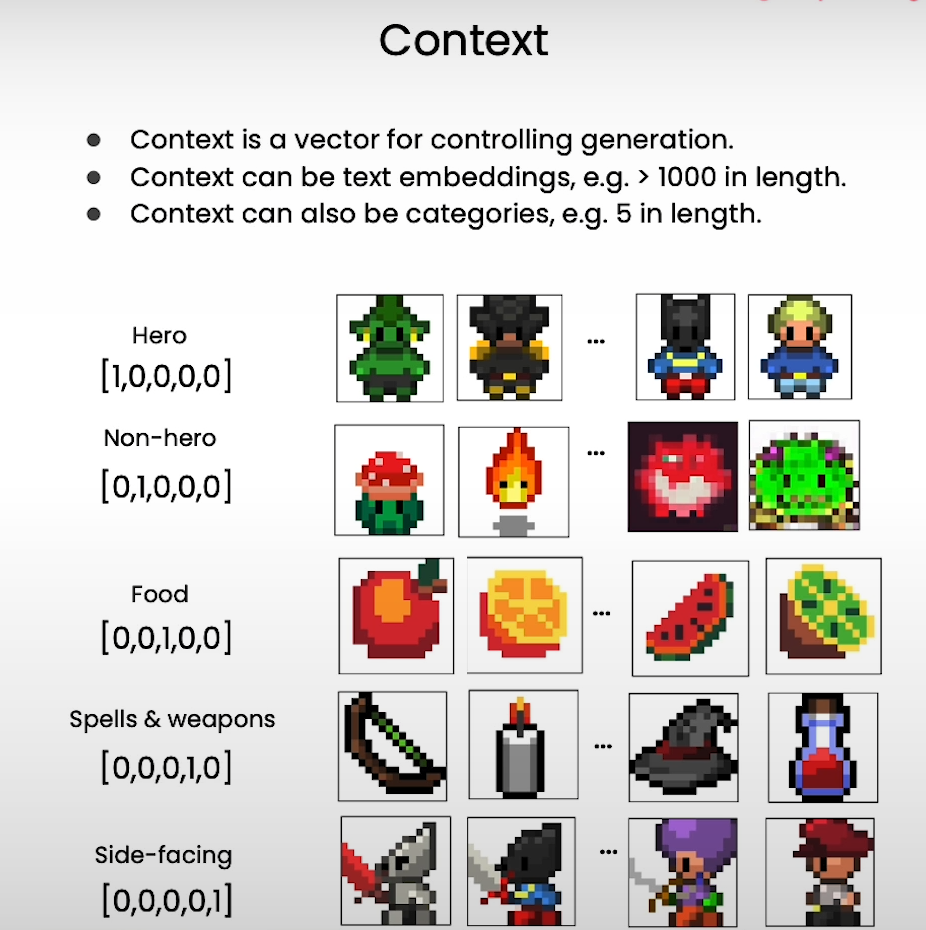 Context
● Context is a vector for controlling generation.
● Context can be text embeddings, e.g. > 1000 in length.
● Context can also be categories, e.g. 5 in length.
Hero
[1,0,0,0,0]
...
Non-hero
[0,1,0,0,0]
...
Food
[0,0,1,0,0]
...
Spells & weapons
[0,0,0,1,0]
...
Side-facing
[0,0,0,0,1]
...